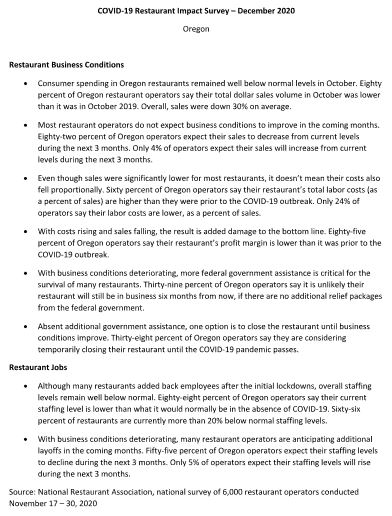 COVID-19 Restaurant Impact Survey – December 2020
Oregon
Restaurant Business Conditions
• Consumer spending in Oregon restaurants remained well below normal levels in October. Eighty
percent of Oregon restaurant operators say their total dollar sales volume in October was lower
than it was in October 2019. Overall, sales were down 30% on average.
• Most restaurant operators do not expect business conditions to improve in the coming months.
Eighty-two percent of Oregon operators expect their sales to decrease from current levels
during the next 3 months. Only 4% of operators expect their sales will increase from current
levels during the next 3 months.
• Even though sales were significantly lower for most restaurants, it doesn't mean their costs also
fell proportionally. Sixty percent of Oregon operators say their restaurant's total labor costs (as
a percent of sales) are higher than they were prior to the COVID-19 outbreak. Only 24% of
operators say their labor costs are lower, as a percent of sales.
• With costs rising and sales falling, the result is added damage to the bottom line. Eighty-five
percent of Oregon operators say their restaurant's profit margin is lower than it was prior to the
COVID-19 outbreak.
• With business conditions deteriorating, more federal government assistance is critical for the
survival of many restaurants. Thirty-nine percent of Oregon operators say it is unlikely their
restaurant will still be in business six months from now, if there are no additional relief packages
from the federal government.
• Absent additional government assistance, one option is to close the restaurant until business
conditions improve. Thirty-eight percent of Oregon operators say they are considering
temporarily closing their restaurant until the COVID-19 pandemic passes.
Restaurant Jobs
• Although many restaurants added back employees after the initial lockdowns, overall staffing
levels remain well below normal. Eighty-eight percent of Oregon operators say their current
staffing level is lower than what it would normally be in the absence of COVID-19. Sixty-six
percent of restaurants are currently more than 20% below normal staffing levels.
• With business conditions deteriorating, many restaurant operators are anticipating additional
layoffs in the coming months. Fifty-five percent of Oregon operators expect their staffing levels
to decline during the next 3 months. Only 5% of operators expect their staffing levels will rise
during the next 3 months.
Source: National Restaurant Association, national survey of 6,000 restaurant operators conducted
November 17 – 30, 2020